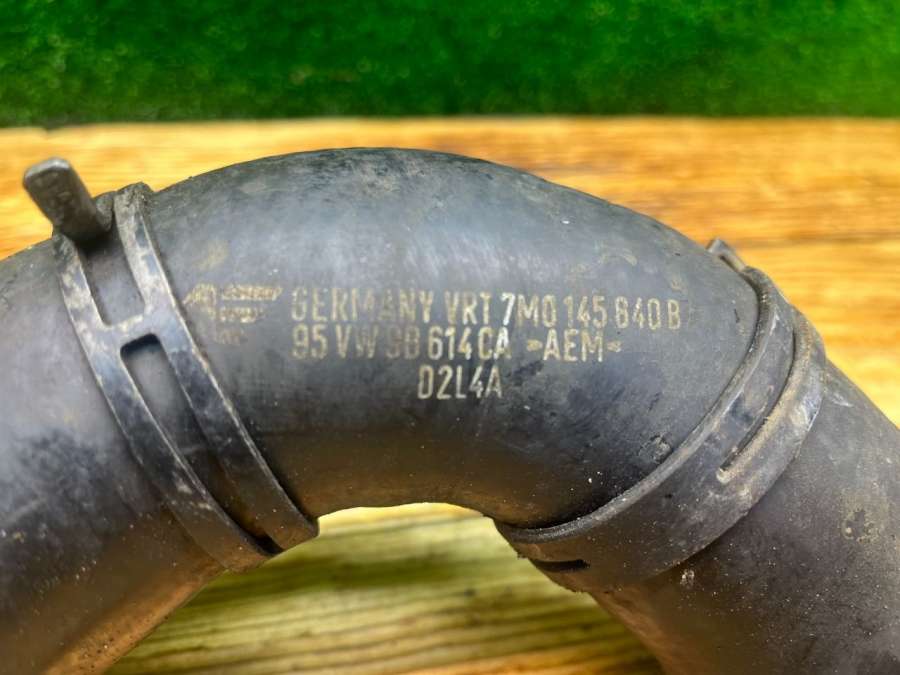 GERMANY VRT 7M0 145 840 B
95 VW 9B 614 CA »AEM«
02L4A